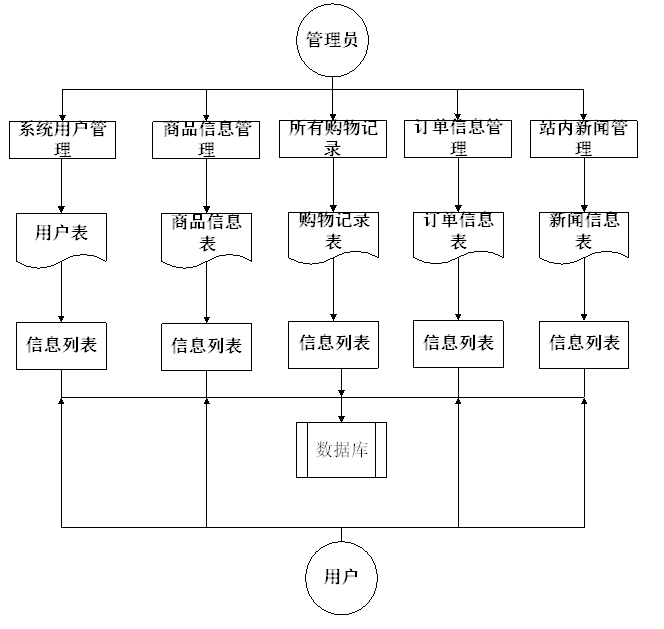 管理员
系统用户管
理
商品信息管
理
所有购物记
录
订单信息管
理
站内新闻管
理
用户表
商品信息
表
购物记录
表
订单信息
表
新闻信息
表
信息列表
信息列表
信息列表
信息列表
信息列表
数据库
用户